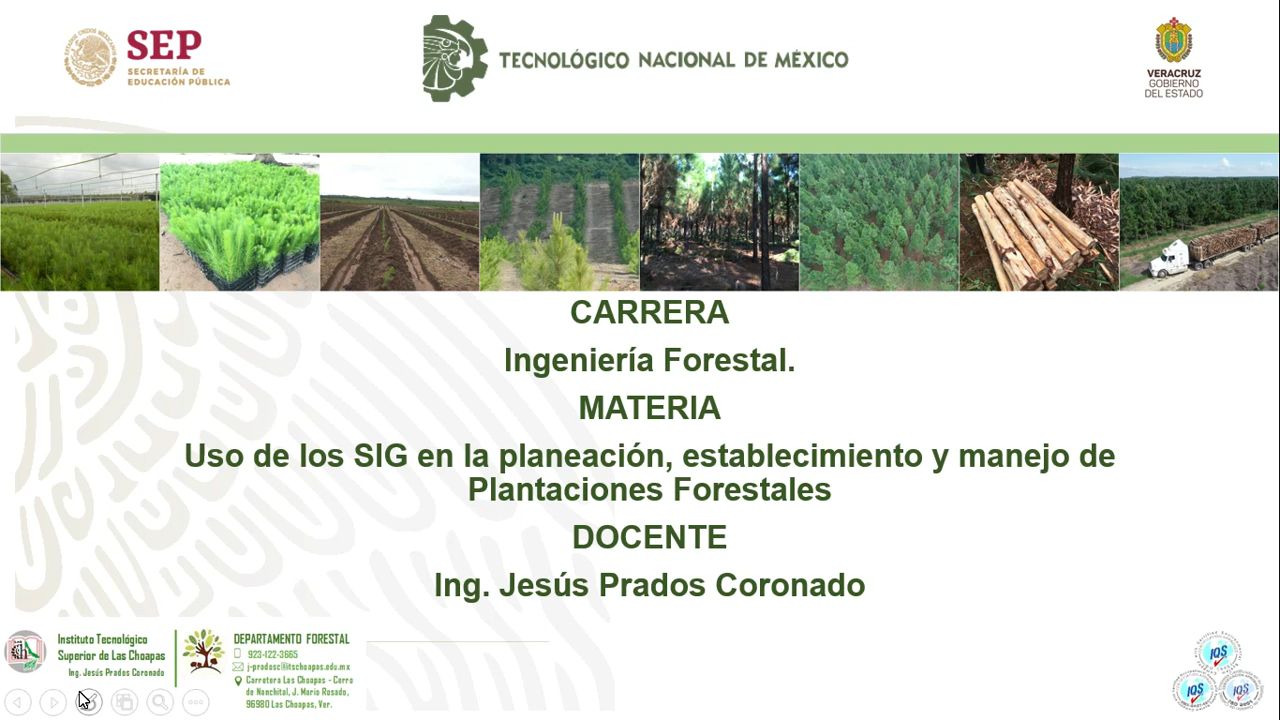 SEP
SECRETARÍA DE
EDUCACIÓN PÚBLICA
TECNOLÓGICO NACIONAL DE MÉXICO
VERACRUZ
GOBIERNO
DEL ESTADO
CARRERA
Ingeniería Forestal.
MATERIA
Uso de los SIG en la planeación, establecimiento y manejo de
Plantaciones Forestales
DOCENTE
Ing. Jesús Prados Coronado
Instituto Tecnológico
Superior de Las Choapas
Ing. Jesús Prados Coronado
DEPARTAMENTO FORESTAL
923-122-3665
j-pradosc@itschoapas.edu.mx
Carretera Las Choapas - Cerro
de Nanchital, J. Mario Rosado,
96980 Las Choapas, Ver.
IQS
IQS
IQS